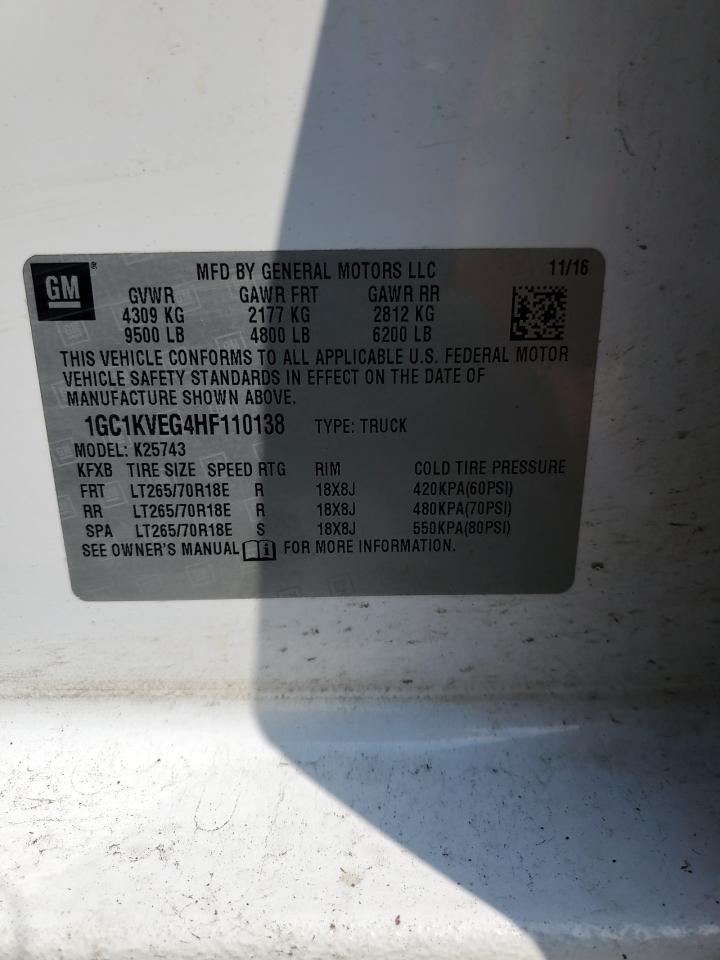 GM ® MFD BY GENERAL MOTORS LLC 11/16
GVWR GAWR FRT GAWR RR
4309 KG 2177 KG 2812 KG
9500 LB 4800 LB 6200 LB
THIS VEHICLE CONFORMS TO ALL APPLICABLE U.S. FEDERAL MOTOR
VEHICLE SAFETY STANDARDS IN EFFECT ON THE DATE OF
MANUFACTURE SHOWN ABOVE.
1GC1KVEG4HF110138 TYPE: TRUCK
MODEL: K25743
KFXB TIRE SIZE SPEED RTG RIM COLD TIRE PRESSURE
FRT LT265/70R18E R 18X8J 420KPA(60PSI)
RR LT265/70R18E R 18X8J 480KPA(70PSI)
SPA LT265/70R18E S 18X8J 550KPA(80PSI)
SEE OWNER'S MANUAL FOR MORE INFORMATION.